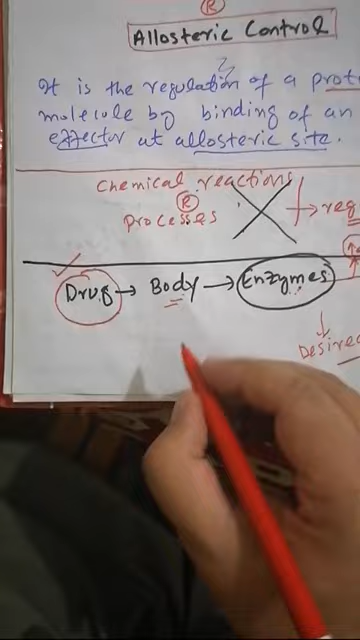 R
Allosteric Control
?
It is the regulation of a prot
molecule by binding of an
effector at allosteric site.
Chemical reactions
R
Processes
→ reg
Drug → Body → Enzymes
↓
Desired